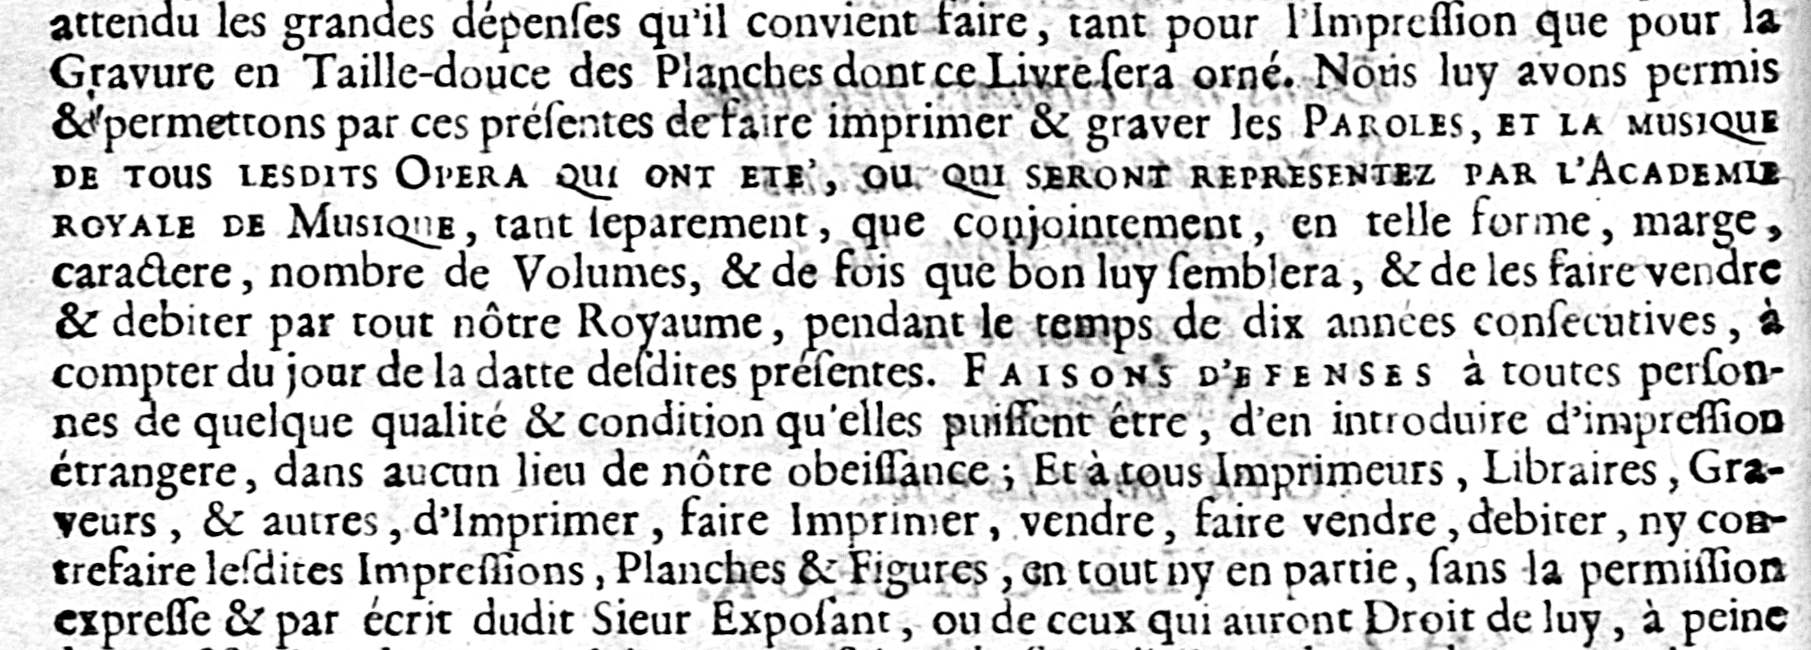 attendu les grandes dépenſes qu'il convient faire, tant pour l'Impreſſion que pour la
Gravure en Taille-douce des Planches dont ce Livre ſera orné. Nous luy avons permis
& permettons par ces préſentes de faire imprimer & graver les PAROLES, ET LA MUSIQUE
DE TOUS LESDITS OPERA QUI ONT ETE', OU QUI SERONT REPRESENTEZ PAR L'ACADEMIE
ROYALE DE MUSIQUE, tant ſeparement, que conjointement, en telle forme, marge,
caractere, nombre de Volumes, & de fois que bon luy ſemblera, & de les faire vendre
& debiter par tout nôtre Royaume, pendant le temps de dix années conſecutives, à
compter du jour de la datte deſdites préſentes. FAISONS D'EFENSES à toutes perſon-
nes de quelque qualité & condition qu'elles puiſſent être, d'en introduire d'impreſſion
étrangere, dans aucun lieu de nôtre obeiſſance; Et à tous Imprimeurs, Libraires, Gra-
veurs, & autres, d'Imprimer, faire Imprimer, vendre, faire vendre, debiter, ny con-
trefaire leſdites Impreſſions, Planches & Figures, en tout ny en partie, ſans la permiſſion
expreſſe & par écrit dudit Sieur Expoſant, ou de ceux qui auront Droit de luy, à peine